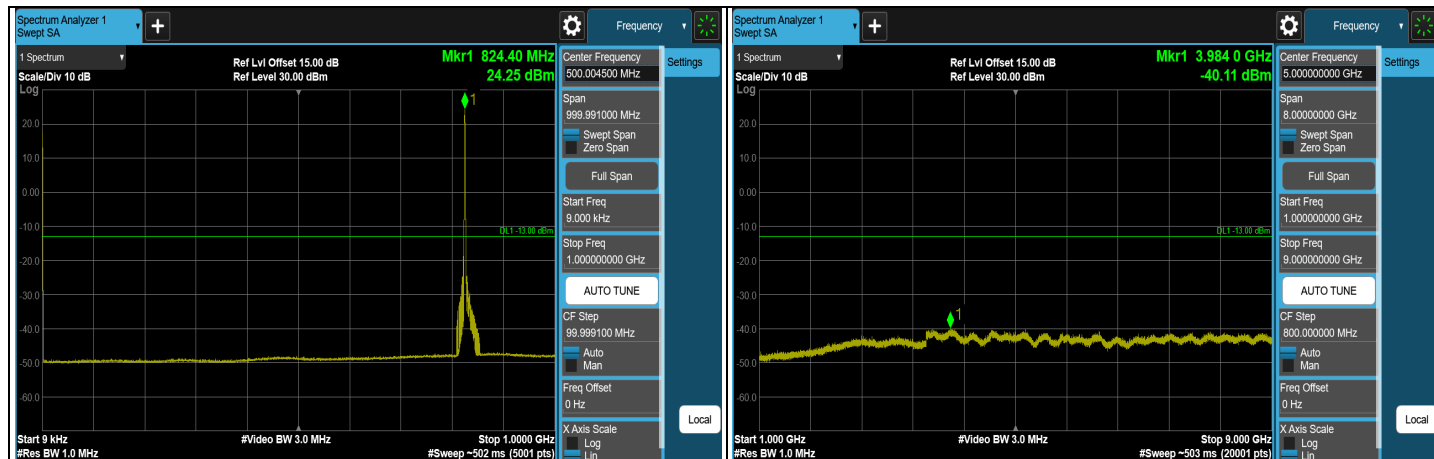 Spectrum Analyzer 1
Swept SA
+
Frequency
1 Spectrum
Scale/Div 10 dB
Log
Ref Lvl Offset 15.00 dB
Ref Level 30.00 dBm
Mkr1 824.40 MHz
24.25 dBm
1
20.0
10.0
0.00
-10.0
-20.0
-30.0
-40.0
-50.0
-60.0
DL1 -13.00 dBm
Start 9 kHz
#Res BW 1.0 MHz
#Video BW 3.0 MHz
Stop 1.0000 GHz
#Sweep ~502 ms (5001 pts)
Center Frequency
500.004500 MHz
Span
999.991000 MHz
Swept Span
Zero Span
Full Span
Start Freq
9.000 kHz
Stop Freq
1.000000000 GHz
AUTO TUNE
CF Step
99.999100 MHz
Auto
Man
Freq Offset
0 Hz
X Axis Scale
Log
Lin
Settings
Local
Spectrum Analyzer 1
Swept SA
+
Frequency
1 Spectrum
Scale/Div 10 dB
Log
Ref Lvl Offset 15.00 dB
Ref Level 30.00 dBm
Mkr1 3.984 0 GHz
-40.11 dBm
1
20.0
10.0
0.00
-10.0
-20.0
-30.0
-40.0
-50.0
-60.0
DL1 -13.00 dBm
Start 1.000 GHz
#Res BW 1.0 MHz
#Video BW 3.0 MHz
Stop 9.000 GHz
#Sweep ~503 ms (20001 pts)
Center Frequency
5.000000000 GHz
Span
8.00000000 GHz
Swept Span
Zero Span
Full Span
Start Freq
1.000000000 GHz
Stop Freq
9.000000000 GHz
AUTO TUNE
CF Step
800.000000 MHz
Auto
Man
Freq Offset
0 Hz
X Axis Scale
Log
Lin
Settings
Local